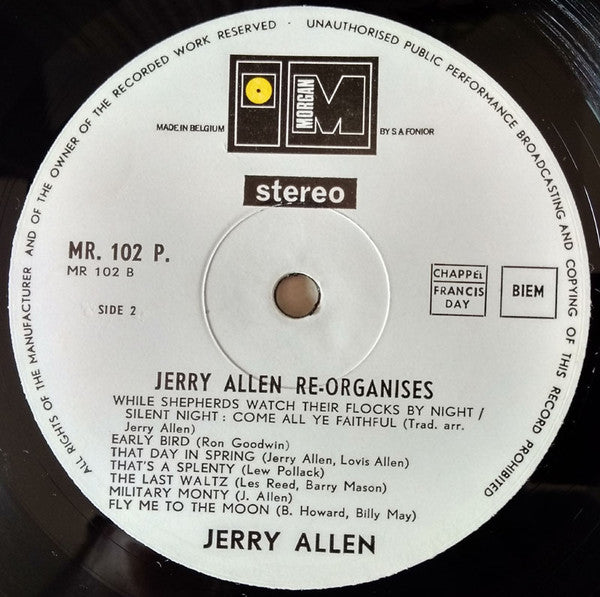 ALL RIGHTS OF THE MANUFACTURER AND OF THE OWNER OF THE RECORDED WORK RESERVED · UNAUTHORISED PUBLIC PERFORMANCE BROADCASTING AND COPYING OF THIS RECORD PROHIBITED
MORGAN
M
MADE IN BELGIUM
BY S A FONIOR
stereo
MR. 102 P.
MR 102 B
SIDE 2
CHAPPEL
FRANCIS
DAY
BIEM
JERRY ALLEN RE-ORGANISES
WHILE SHEPHERDS WATCH THEIR FLOCKS BY NIGHT /
SILENT NIGHT : COME ALL YE FAITHFUL (Trad. arr.
Jerry Allen)
EARLY BIRD (Ron Goodwin)
THAT DAY IN SPRING (Jerry Allen, Lovis Allen)
THAT'S A SPLENTY (Lew Pollack)
THE LAST WALTZ (Les Reed, Barry Mason)
MILITARY MONTY (J. Allen)
FLY ME TO THE MOON (B. Howard, Billy May)
JERRY ALLEN